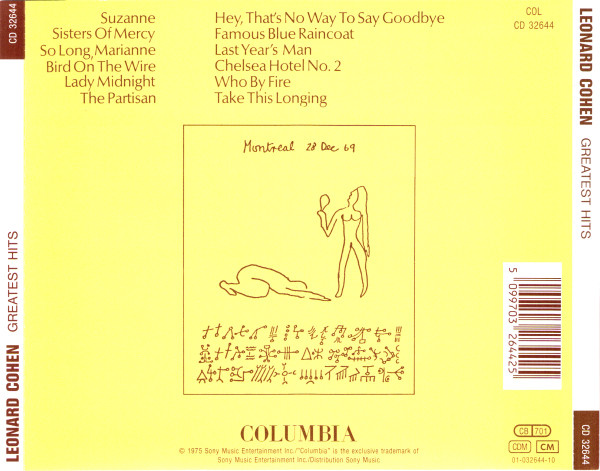 CD 32644
LEONARD COHEN GREATEST HITS
Suzanne
Sisters Of Mercy
So Long, Marianne
Bird On The Wire
Lady Midnight
The Partisan
Hey, That's No Way To Say Goodbye
Famous Blue Raincoat
Last Year's Man
Chelsea Hotel No. 2
Who By Fire
Take This Longing
COL
CD 32644
Montreal 28 Dec 69
5 099703 264425
COLUMBIA
© 1975 Sony Music Entertainment Inc./"Columbia" is the exclusive trademark of
Sony Music Entertainment Inc./Distribution Sony Music
CB 701
CDM CM
01-032644-10
LEONARD COHEN GREATEST HITS
CD 32644